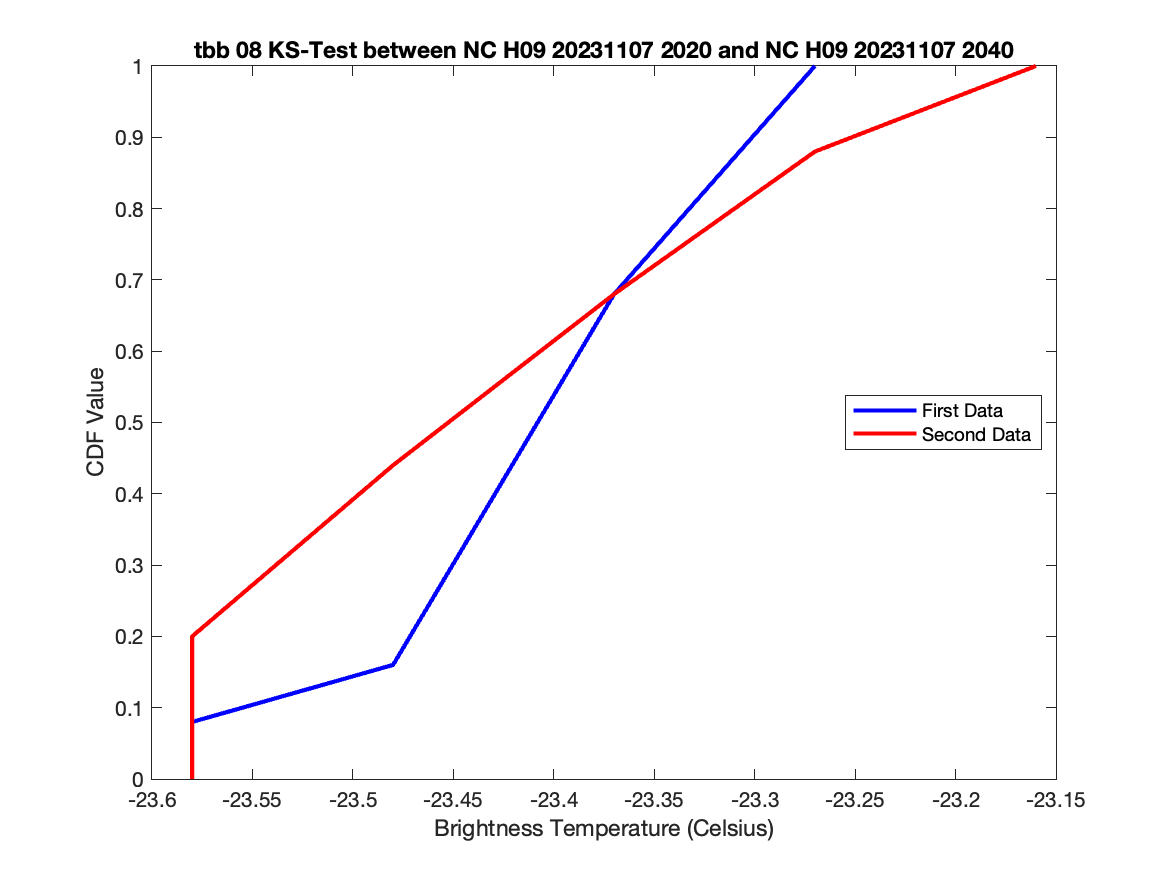 tbb 08 KS-Test between NC H09 20231107 2020 and NC H09 20231107 2040
1
0.9
0.8
0.7
0.6
0.5
0.4
0.3
0.2
0.1
0
CDF Value
First Data
Second Data
-23.6 -23.55 -23.5 -23.45 -23.4 -23.35 -23.3 -23.25 -23.2 -23.15
Brightness Temperature (Celsius)